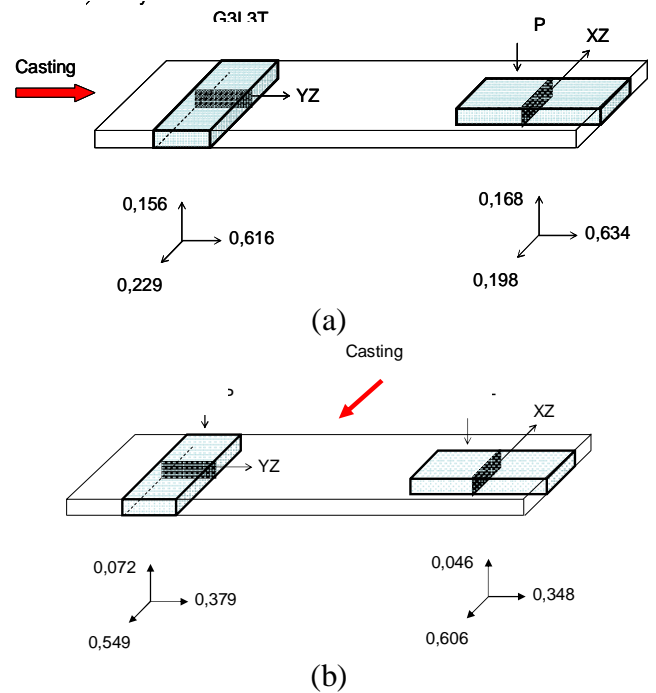 G3L3T
P
XZ
Casting
YZ
0,156
0,616
0,229
0,168
0,634
0,198
(a)
Casting
XZ
YZ
0,072
0,379
0,549
0,046
0,348
0,606
(b)